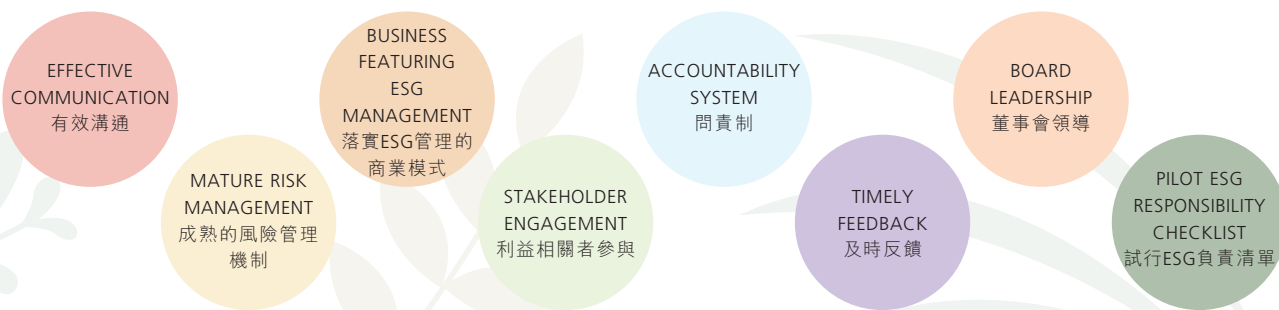 EFFECTIVE
COMMUNICATION
有效溝通
MATURE RISK
MANAGEMENT
成熟的風險管理
機制
BUSINESS
FEATURING
ESG
MANAGEMENT
落實ESG管理的
商業模式
STAKEHOLDER
ENGAGEMENT
利益相關者參與
ACCOUNTABILITY
SYSTEM
問責制
TIMELY
FEEDBACK
及時反饋
BOARD
LEADERSHIP
董事會領導
PILOT ESG
RESPONSIBILITY
CHECKLIST
試行ESG負責清單